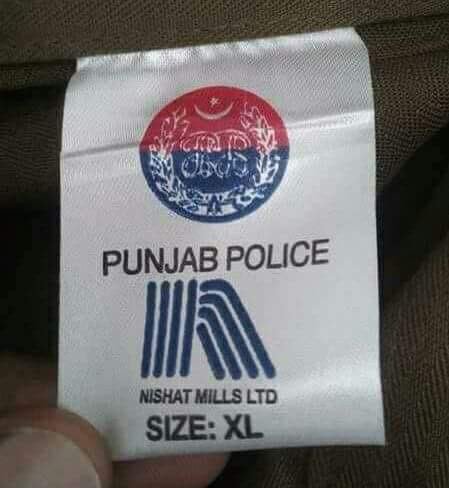 PUNJAB POLICE
NISHAT MILLS LTD
SIZE: XL